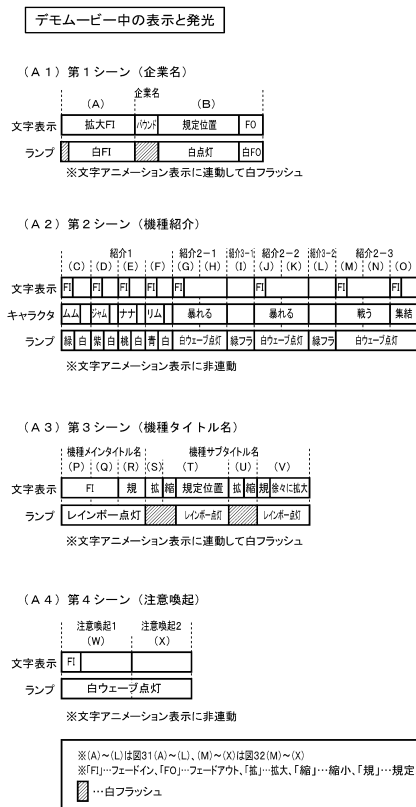 デモムービー中の表示と発光
(A1)第1シーン(企業名)
企業名
(A) (B)
文字表示 拡大FI バウンド 規定位置 FO
ランプ 白FI 白点灯 白FO
※文字アニメーション表示に連動して白フラッシュ
(A2)第2シーン(機種紹介)
紹介1 紹介2-1 紹介3-1 紹介2-2 紹介3-2 紹介2-3
(C) (D) (E) (F) (G) (H) (I) (J) (K) (L) (M) (N) (O)
文字表示 FI FI FI FI FI FI FI FI
キャラクタ ムム ジャム ナナ リム 暴れる 暴れる 戦う 集結
ランプ 緑 白 紫 白 桃 白 青 白 白ウェーブ点灯 緑フラ 白ウェーブ点灯 緑フラ 白ウェーブ点灯
※文字アニメーション表示に非連動
(A3)第3シーン(機種タイトル名)
機種メインタイトル名 機種サブタイトル名
(P) (Q) (R) (S) (T) (U) (V)
文字表示 FI 規 拡 縮 規定位置 拡 縮 規 徐々に拡大
ランプ レインボー点灯 レインボー点灯 レインボー点灯
※文字アニメーション表示に連動して白フラッシュ
(A4)第4シーン(注意喚起)
注意喚起1 注意喚起2
(W) (X)
文字表示 FI
ランプ 白ウェーブ点灯
※文字アニメーション表示に非連動
※(A)~(L)は図31(A)~(L)、(M)~(X)は図32(M)~(X)
※「FI」…フェードイン、「FO」…フェードアウト、「拡」…拡大、「縮」…縮小、「規」…規定
…白フラッシュ